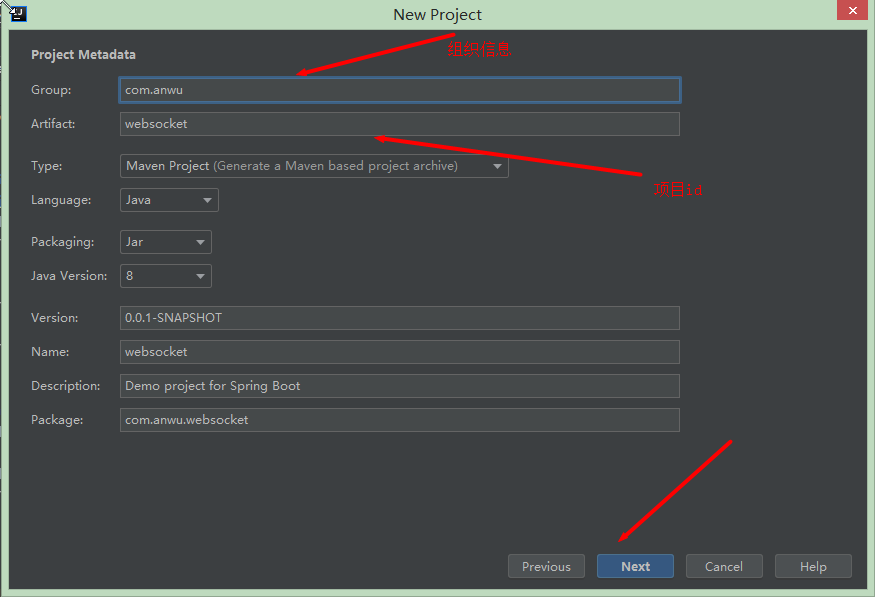 New Project
Project Metadata
组织信息
Group: com.anwu
Artifact: websocket
Type: Maven Project (Generate a Maven based project archive)
项目id
Language: Java
Packaging: Jar
Java Version: 8
Version: 0.0.1-SNAPSHOT
Name: websocket
Description: Demo project for Spring Boot
Package: com.anwu.websocket
Previous Next Cancel Help